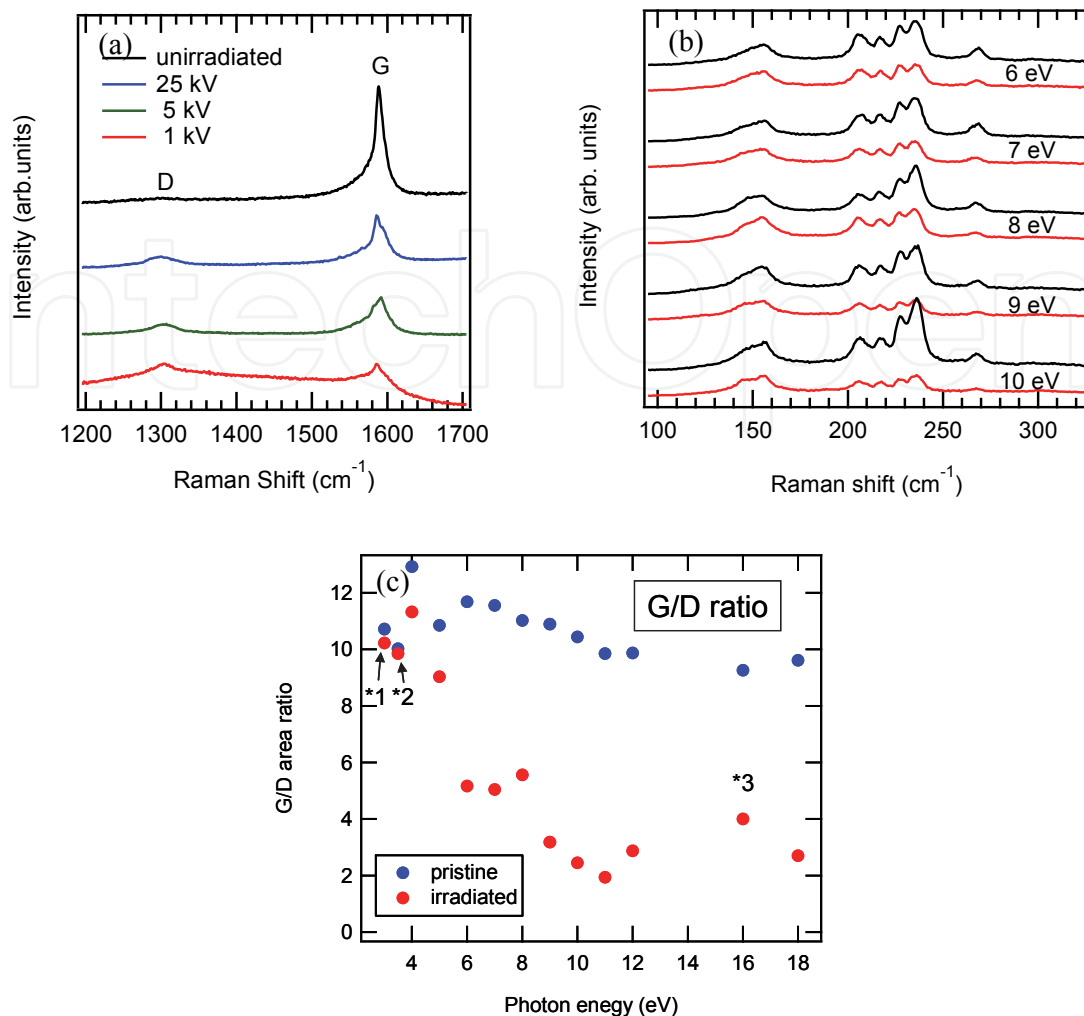 (a)
unirradiated
25 kV
5 kV
1 kV
G
D
Intensity (arb.units)
1200 1300 1400 1500 1600 1700
Raman Shift (cm-1)
(b)
6 eV
7 eV
8 eV
9 eV
10 eV
Intensity (arb. units)
100 150 200 250 300
Raman shift (cm-1)
(c)
G/D ratio
12
10
8
6
4
2
0
*1
*2
*3
pristine
irradiated
G/D area ratio
4 6 8 10 12 14 16 18
Photon enegy (eV)
IntechOpen